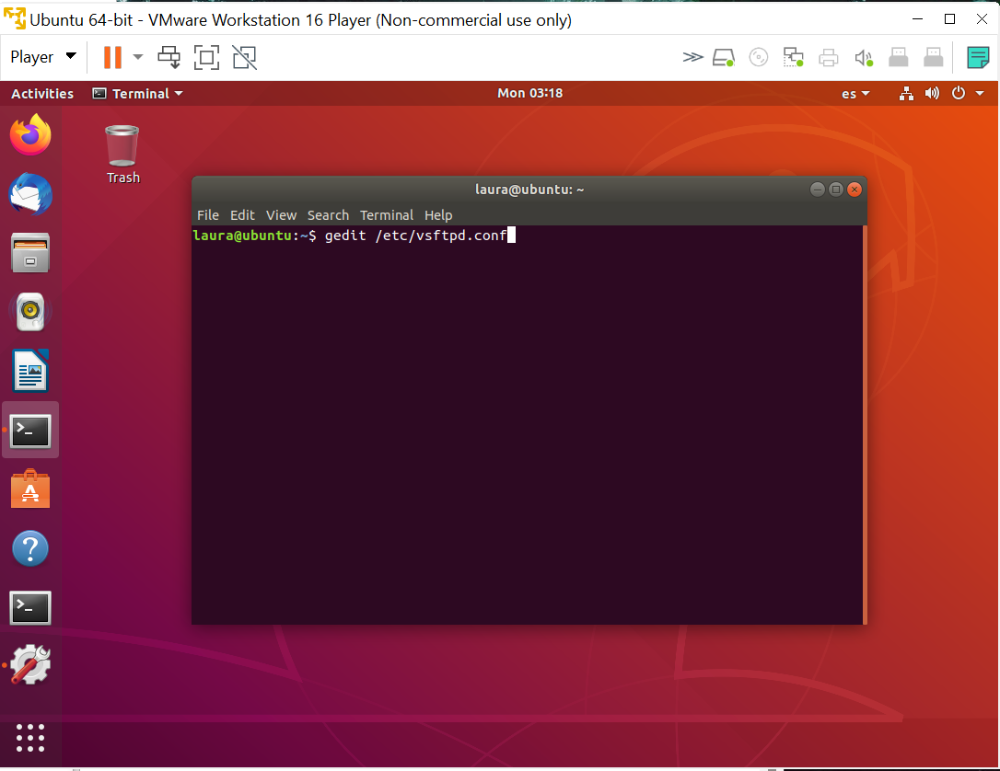 Ubuntu 64-bit - VMware Workstation 16 Player (Non-commercial use only)
Player
Activities Terminal Mon 03:18 es
Trash
laura@ubuntu: ~
File Edit View Search Terminal Help
laura@ubuntu:~$ gedit /etc/vsftpd.conf